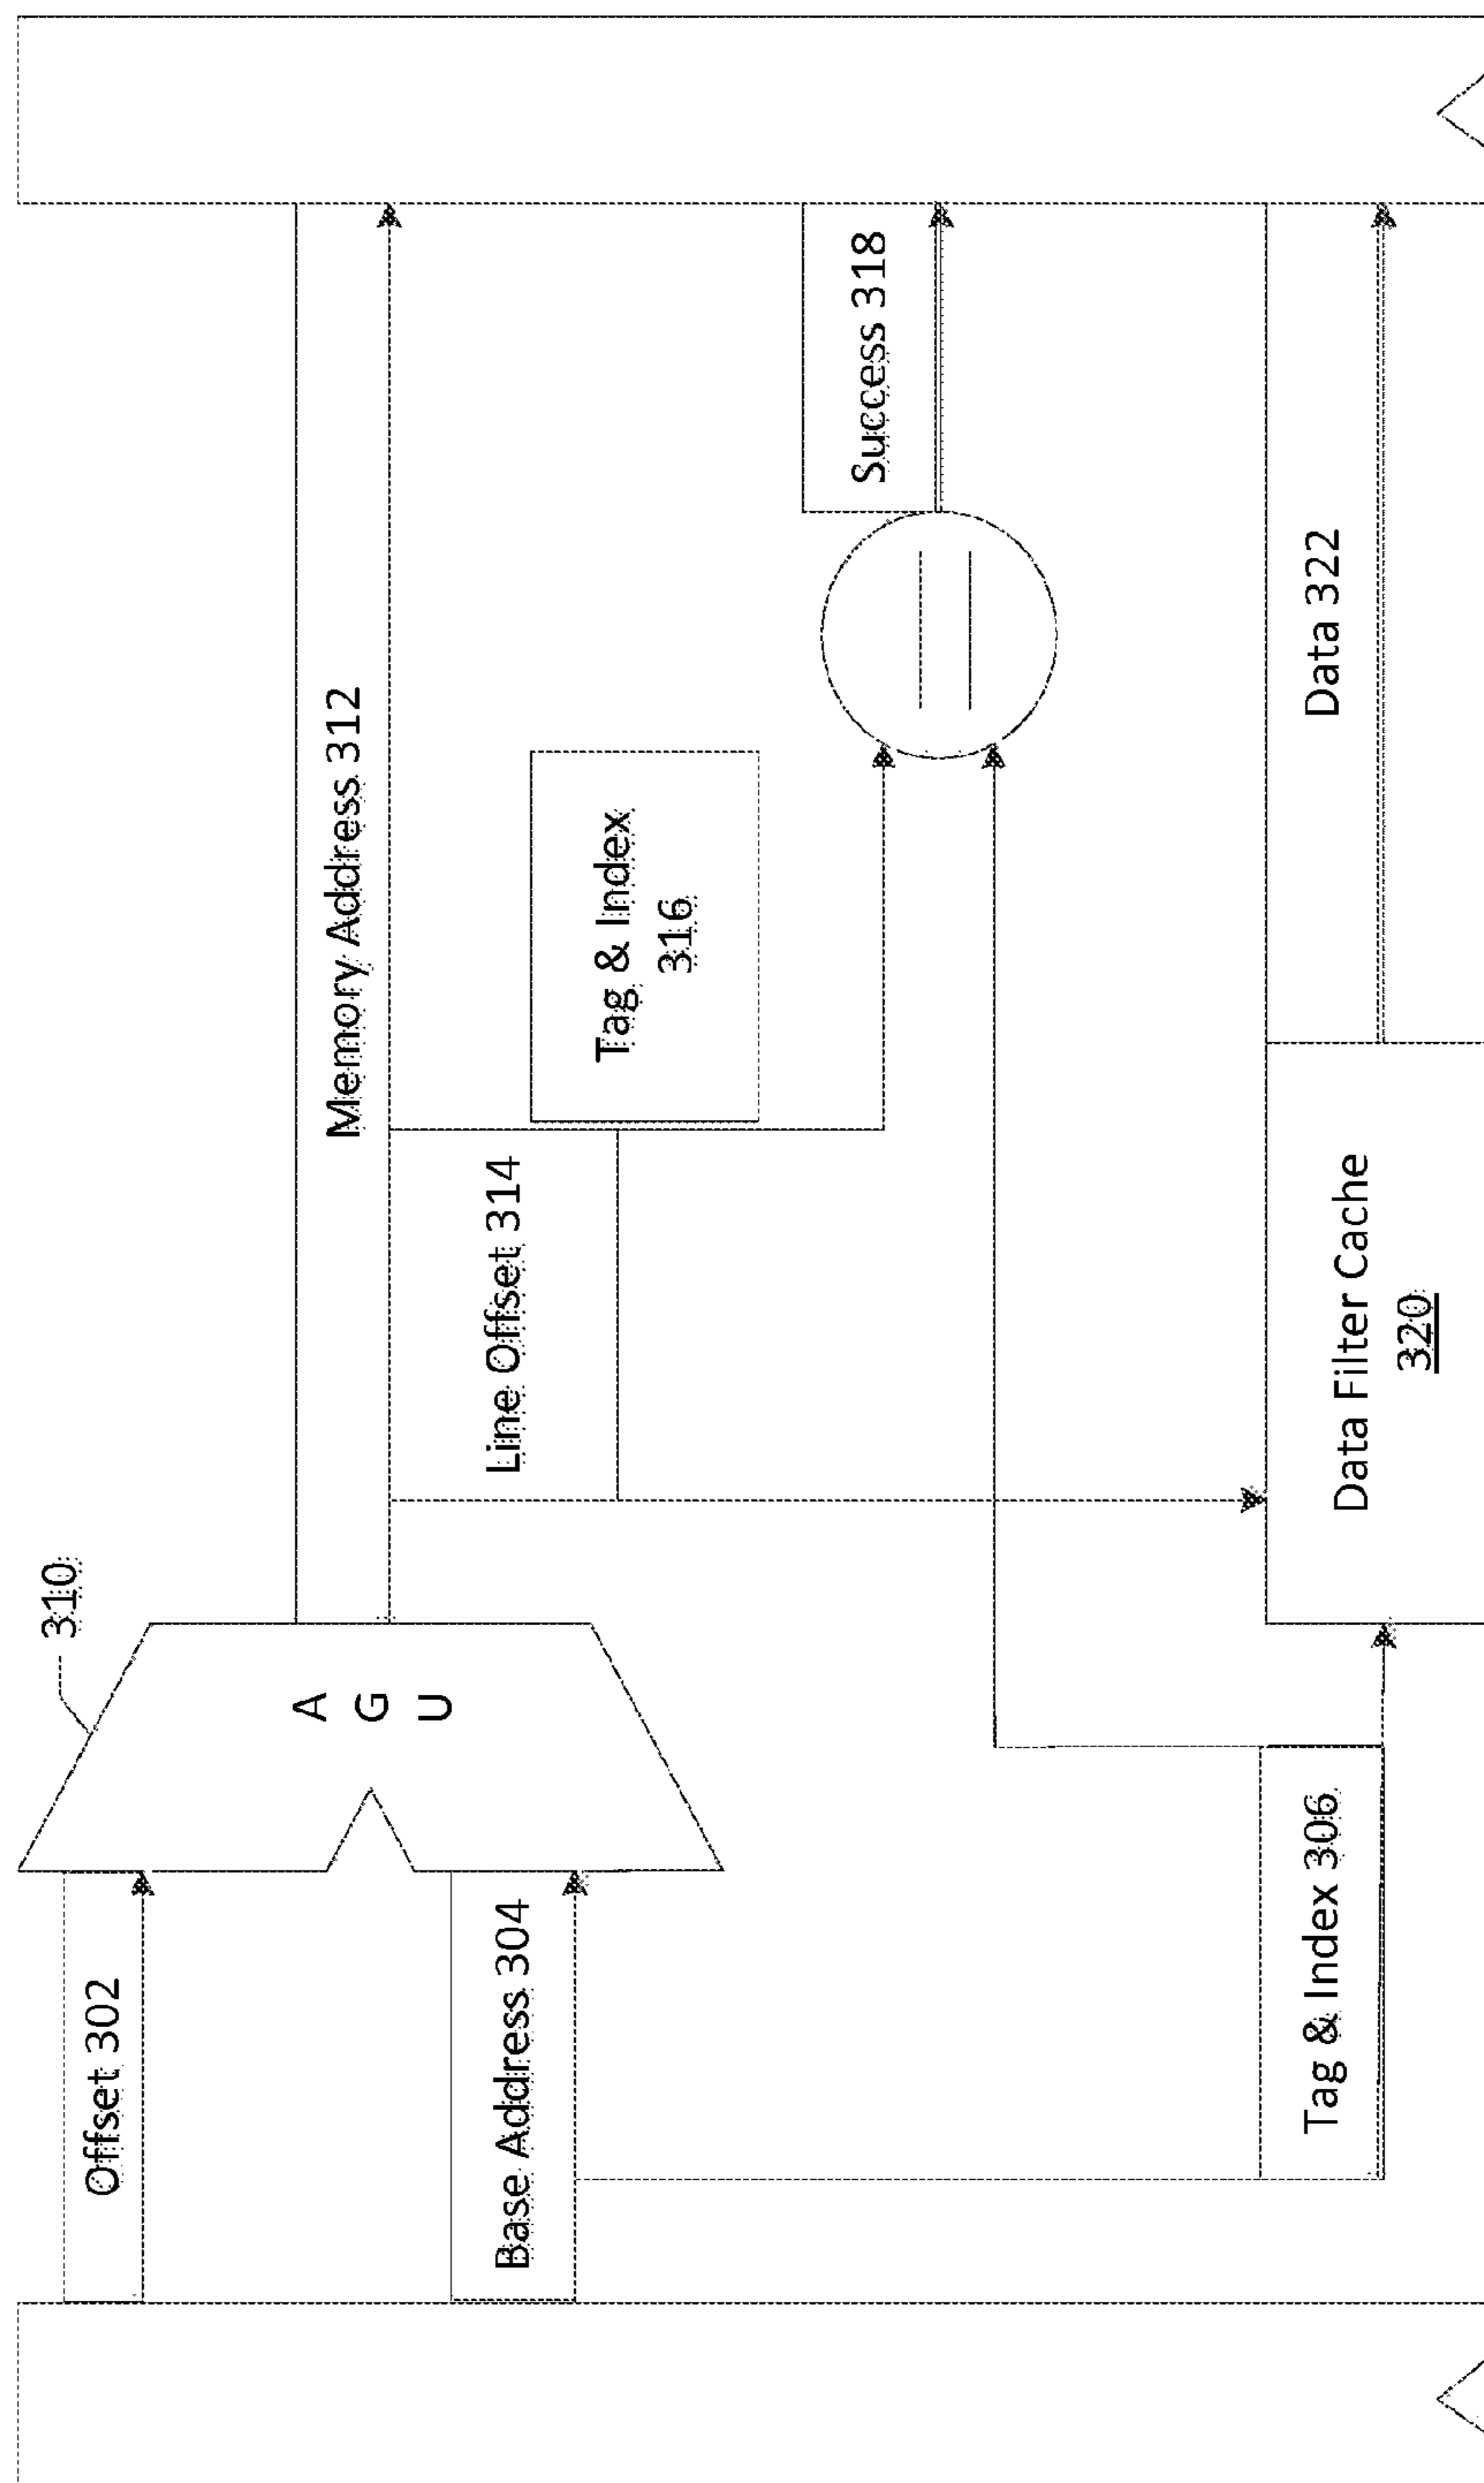 310
Offset 302
A
G
U
Memory Address 312
Base Address 304
Line Offset 314
Tag & Index
316
Success 318
Tag & Index 306
Data Filter Cache
320
Data 322